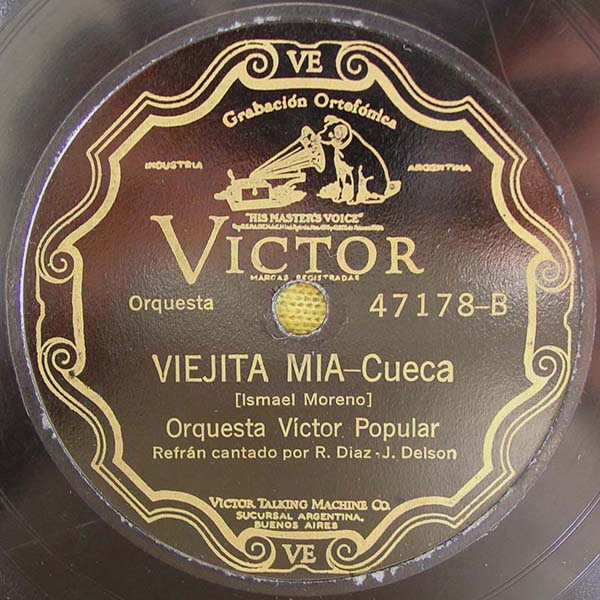 VE
Grabación Ortofónica
INDUSTRIA ARGENTINA
"HIS MASTER'S VOICE"
VICTOR
MARCAS REGISTRADAS
Orquesta 47178-B
VIEJITA MIA-Cueca
[Ismael Moreno]
Orquesta Víctor Popular
Refrán cantado por R. Diaz - J. Delson
VICTOR TALKING MACHINE CO.
SUCURSAL ARGENTINA,
BUENOS AIRES
VE